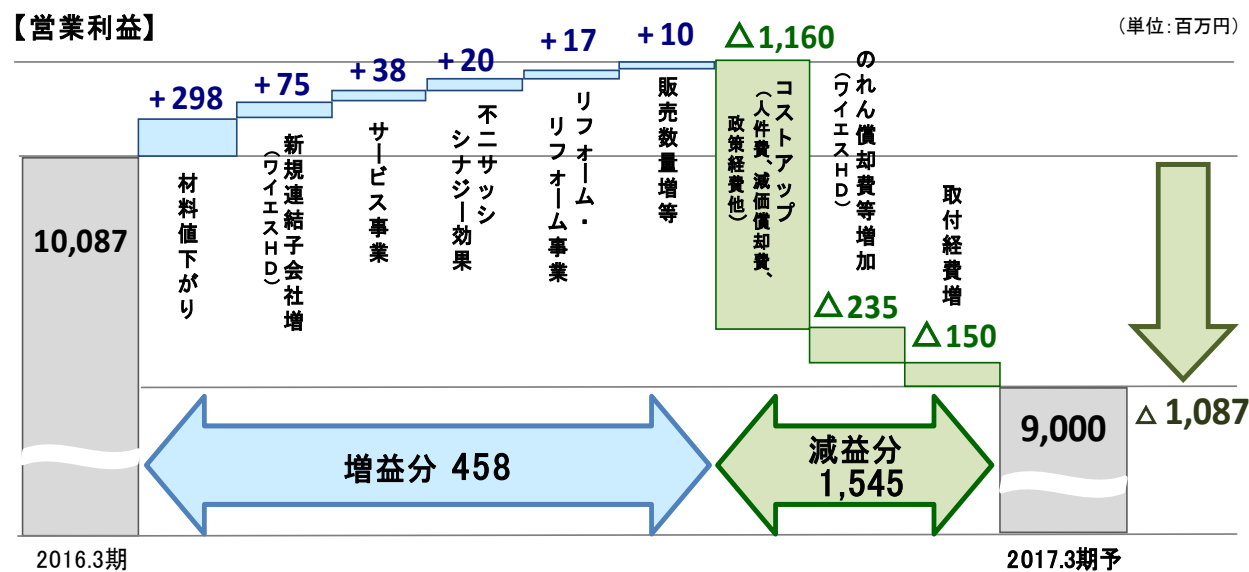 【営業利益】
(単位:百万円)
10,087
2016.3期
+298
材料値下がり
+75
新規連結子会社増
(ワイエスHD)
+38
サービス事業
+20
不二サッシ
シナジー効果
+17
リフォーム・
リフォーム事業
+10
販売数量増等
△1,160
コストアップ
(人件費、減価償却費、
政策経費他)
△235
のれん償却費等増加
(ワイエスHD)
△150
取付経費増
増益分 458
減益分
1,545
9,000
2017.3期予
△1,087